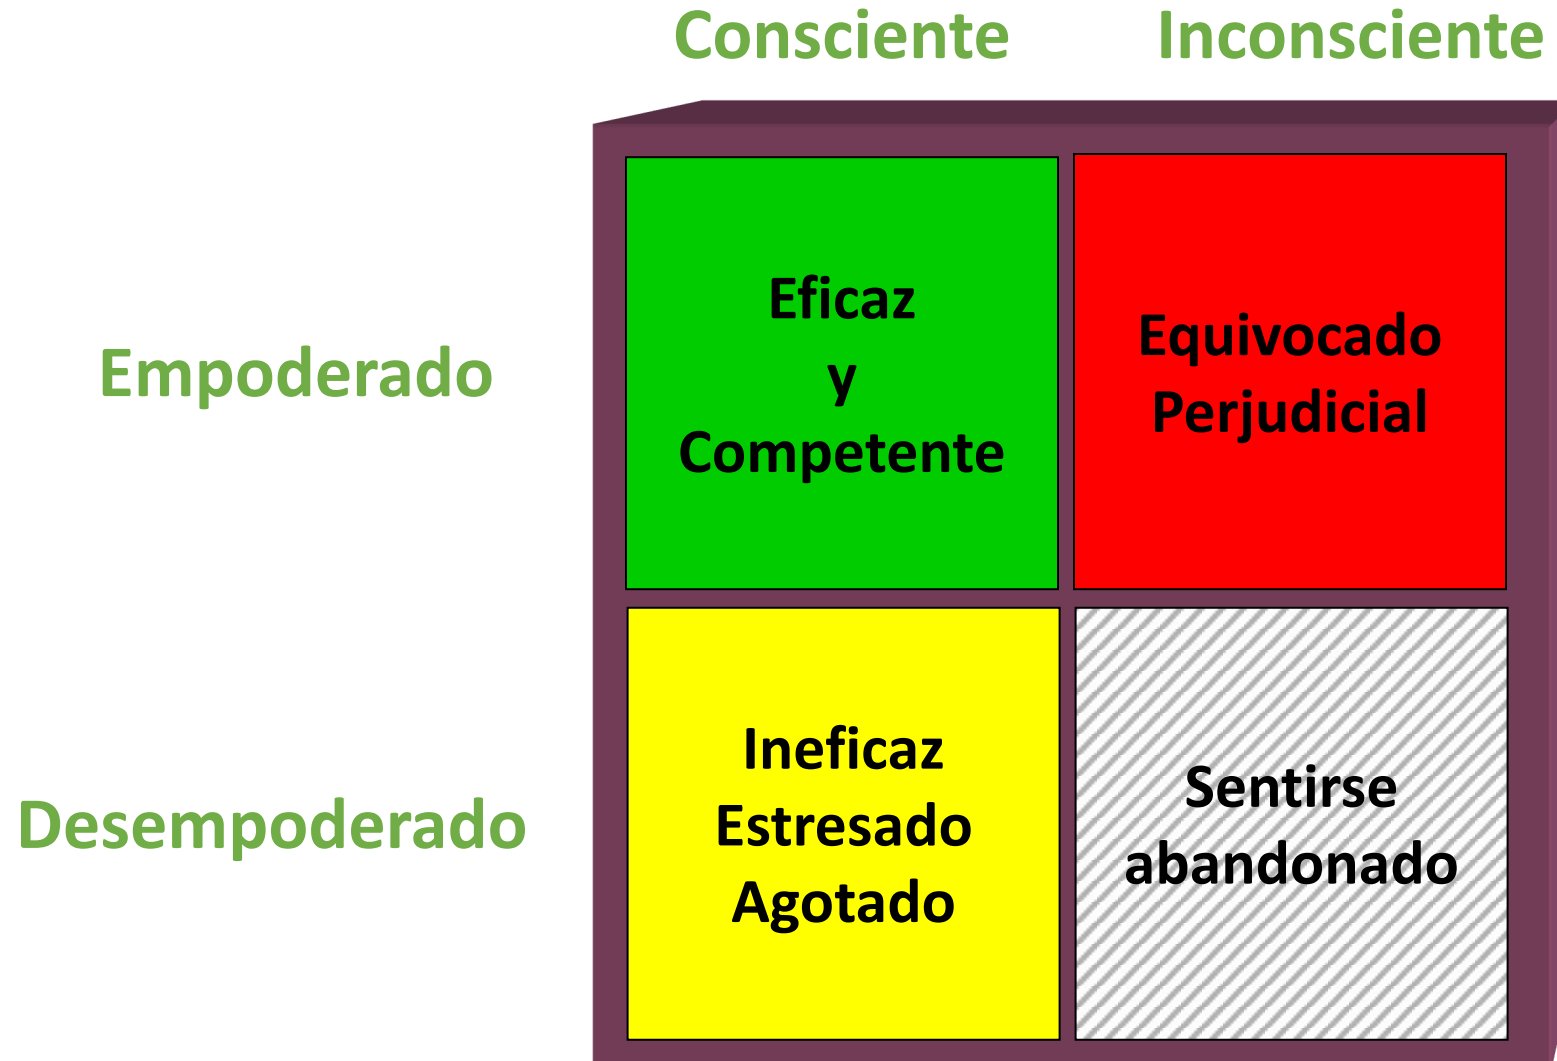 Consciente Inconsciente
Empoderado
Eficaz
y
Competente
Equivocado
Perjudicial
Desempoderado
Ineficaz
Estresado
Agotado
Sentirse
abandonado